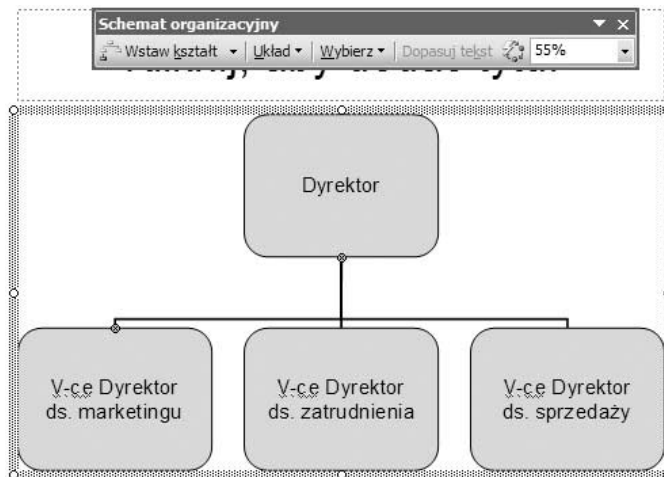 Schemat organizacyjny
Wstaw kształt Układ Wybierz Dopasuj tekst 55%
Dyrektor
V-ce Dyrektor
ds. marketingu
V-ce Dyrektor
ds. zatrudnienia
V-ce Dyrektor
ds. sprzedaży